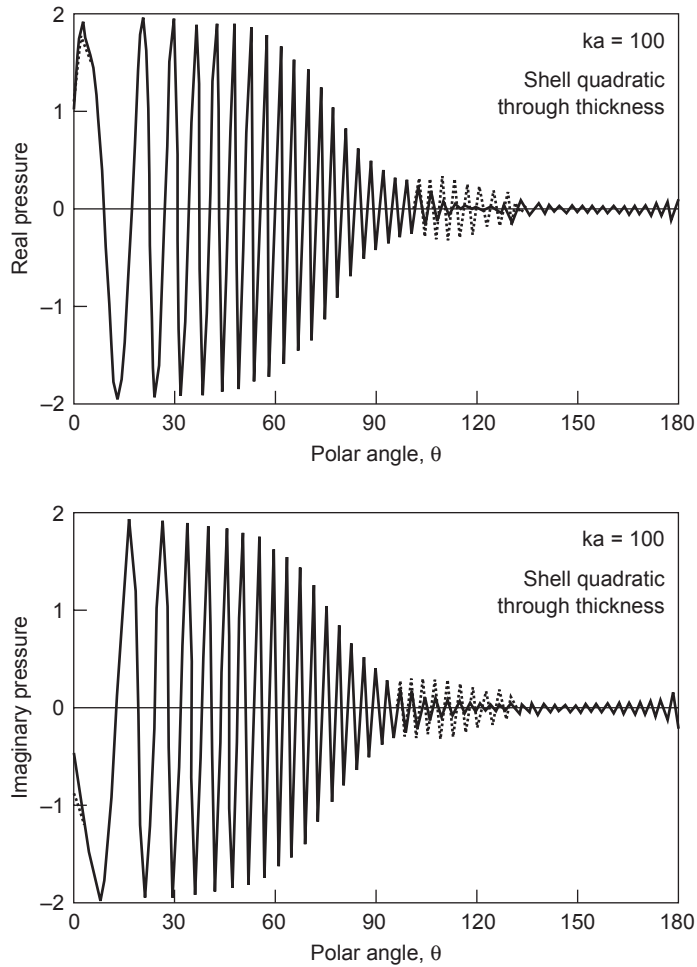 2
ka = 100
Shell quadratic
through thickness
1
0
–1
–2
Real pressure
0 30 60 90 120 150 180
Polar angle, θ
2
ka = 100
Shell quadratic
through thickness
1
0
–1
–2
Imaginary pressure
0 30 60 90 120 150 180
Polar angle, θ